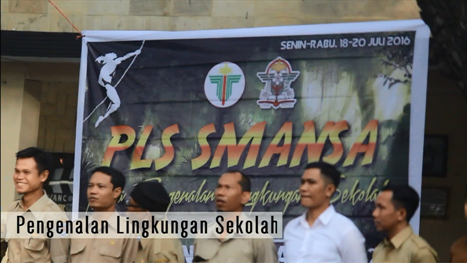 SENIN-RABU, 18-20 JULI 2016
PLS SMANSA
Pengenalan Lingkungan Sekolah